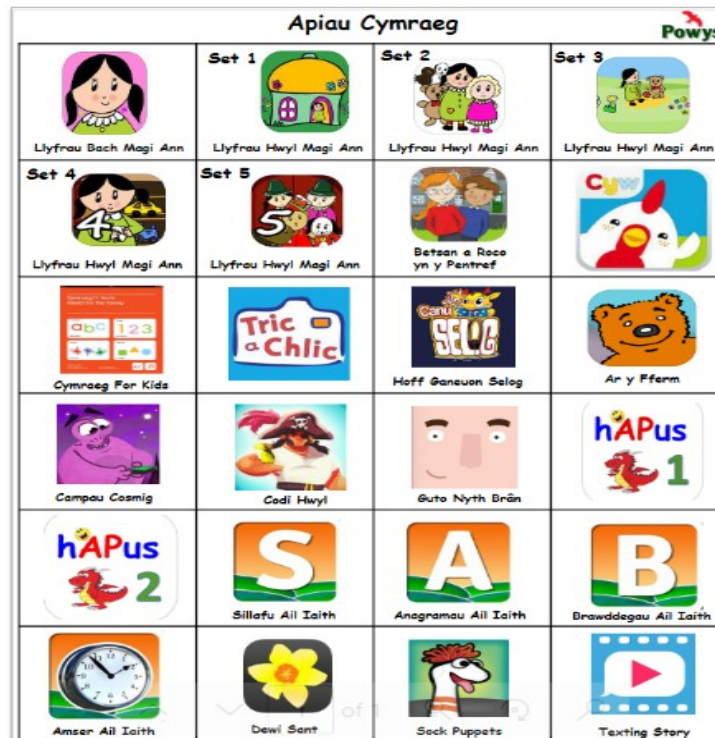 Apiau Cymraeg
Powys
Llyfrau Bach Magi Ann
Set 1
Llyfrau Hwyl Magi Ann
Set 2
Llyfrau Hwyl Magi Ann
Set 3
Llyfrau Hwyl Magi Ann
Set 4
4
Llyfrau Hwyl Magi Ann
Set 5
5
Llyfrau Hwyl Magi Ann
Betsan a Roco
yn y Pentref
cyw
abc
123
Cymraeg For Kids
Tric
a Chlic
Canu
SELOG
Hoff Ganeuon Selog
Ar y Fferm
Campau Cosmig
Codi Hwyl
Guto Nyth Brân
hAPus
1
hAPus
2
S
Sillafu Ail Iaith
A
Anagramau Ail Iaith
B
Brawddegau Ail Iaith
Amser Ail Iaith
Dewi Sant
of 1
Sock Puppets
Texting Story